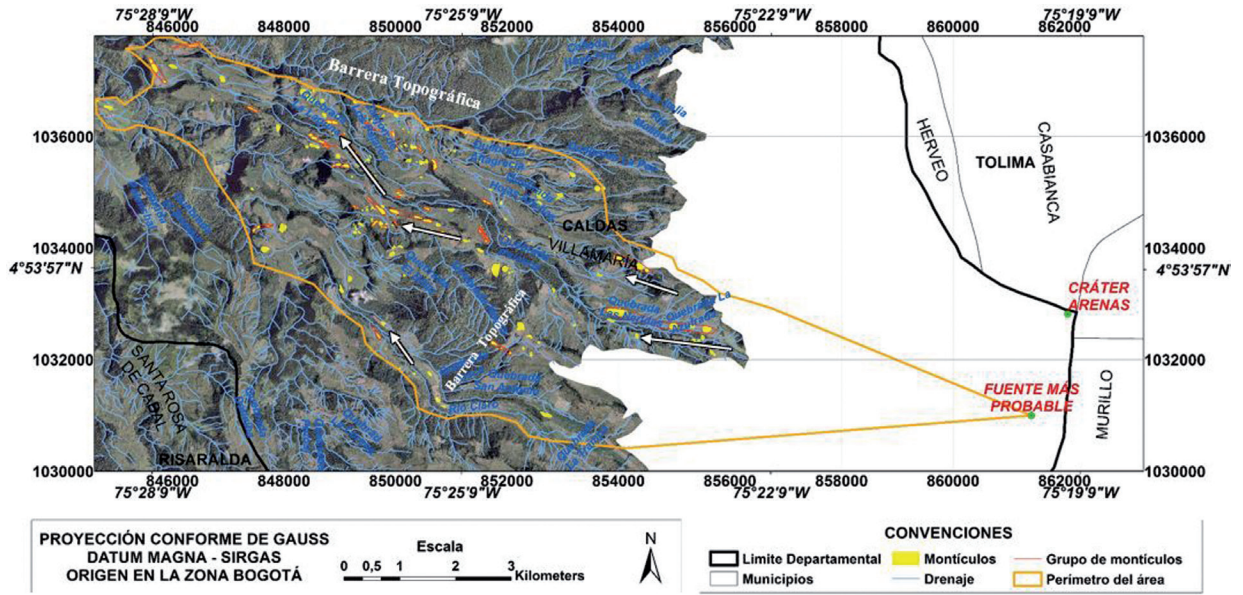 75°28'9"W 75°25'9"W 75°22'9"W 75°19'9"W
846000 848000 850000 852000 854000 856000 858000 860000 862000
Barrera Topográfica
1036000
1036000
HERVEO
CASABIANCA
TOLIMA
CALDAS
VILLAMARÍA
1034000
1034000
4°53'57"N
4°53'57"N
CRÁTER
ARENAS
Barrera Topográfica
1032000
1032000
SANTA ROSA
DE CABAL
San Antonio
Río Claro
FUENTE MÁS
PROBABLE
MURILLO
RISARALDA
1030000
1030000
846000 848000 850000 852000 854000 856000 858000 860000 862000
75°28'9"W 75°25'9"W 75°22'9"W 75°19'9"W
PROYECCIÓN CONFORME DE GAUSS
DATUM MAGNA - SIRGAS
ORIGEN EN LA ZONA BOGOTÁ
Escala
0 0,5 1 2 3
Kilometers
N
CONVENCIONES
Limite Departamental
Montículos
Grupo de montículos
Municipios
Drenaje
Perímetro del área